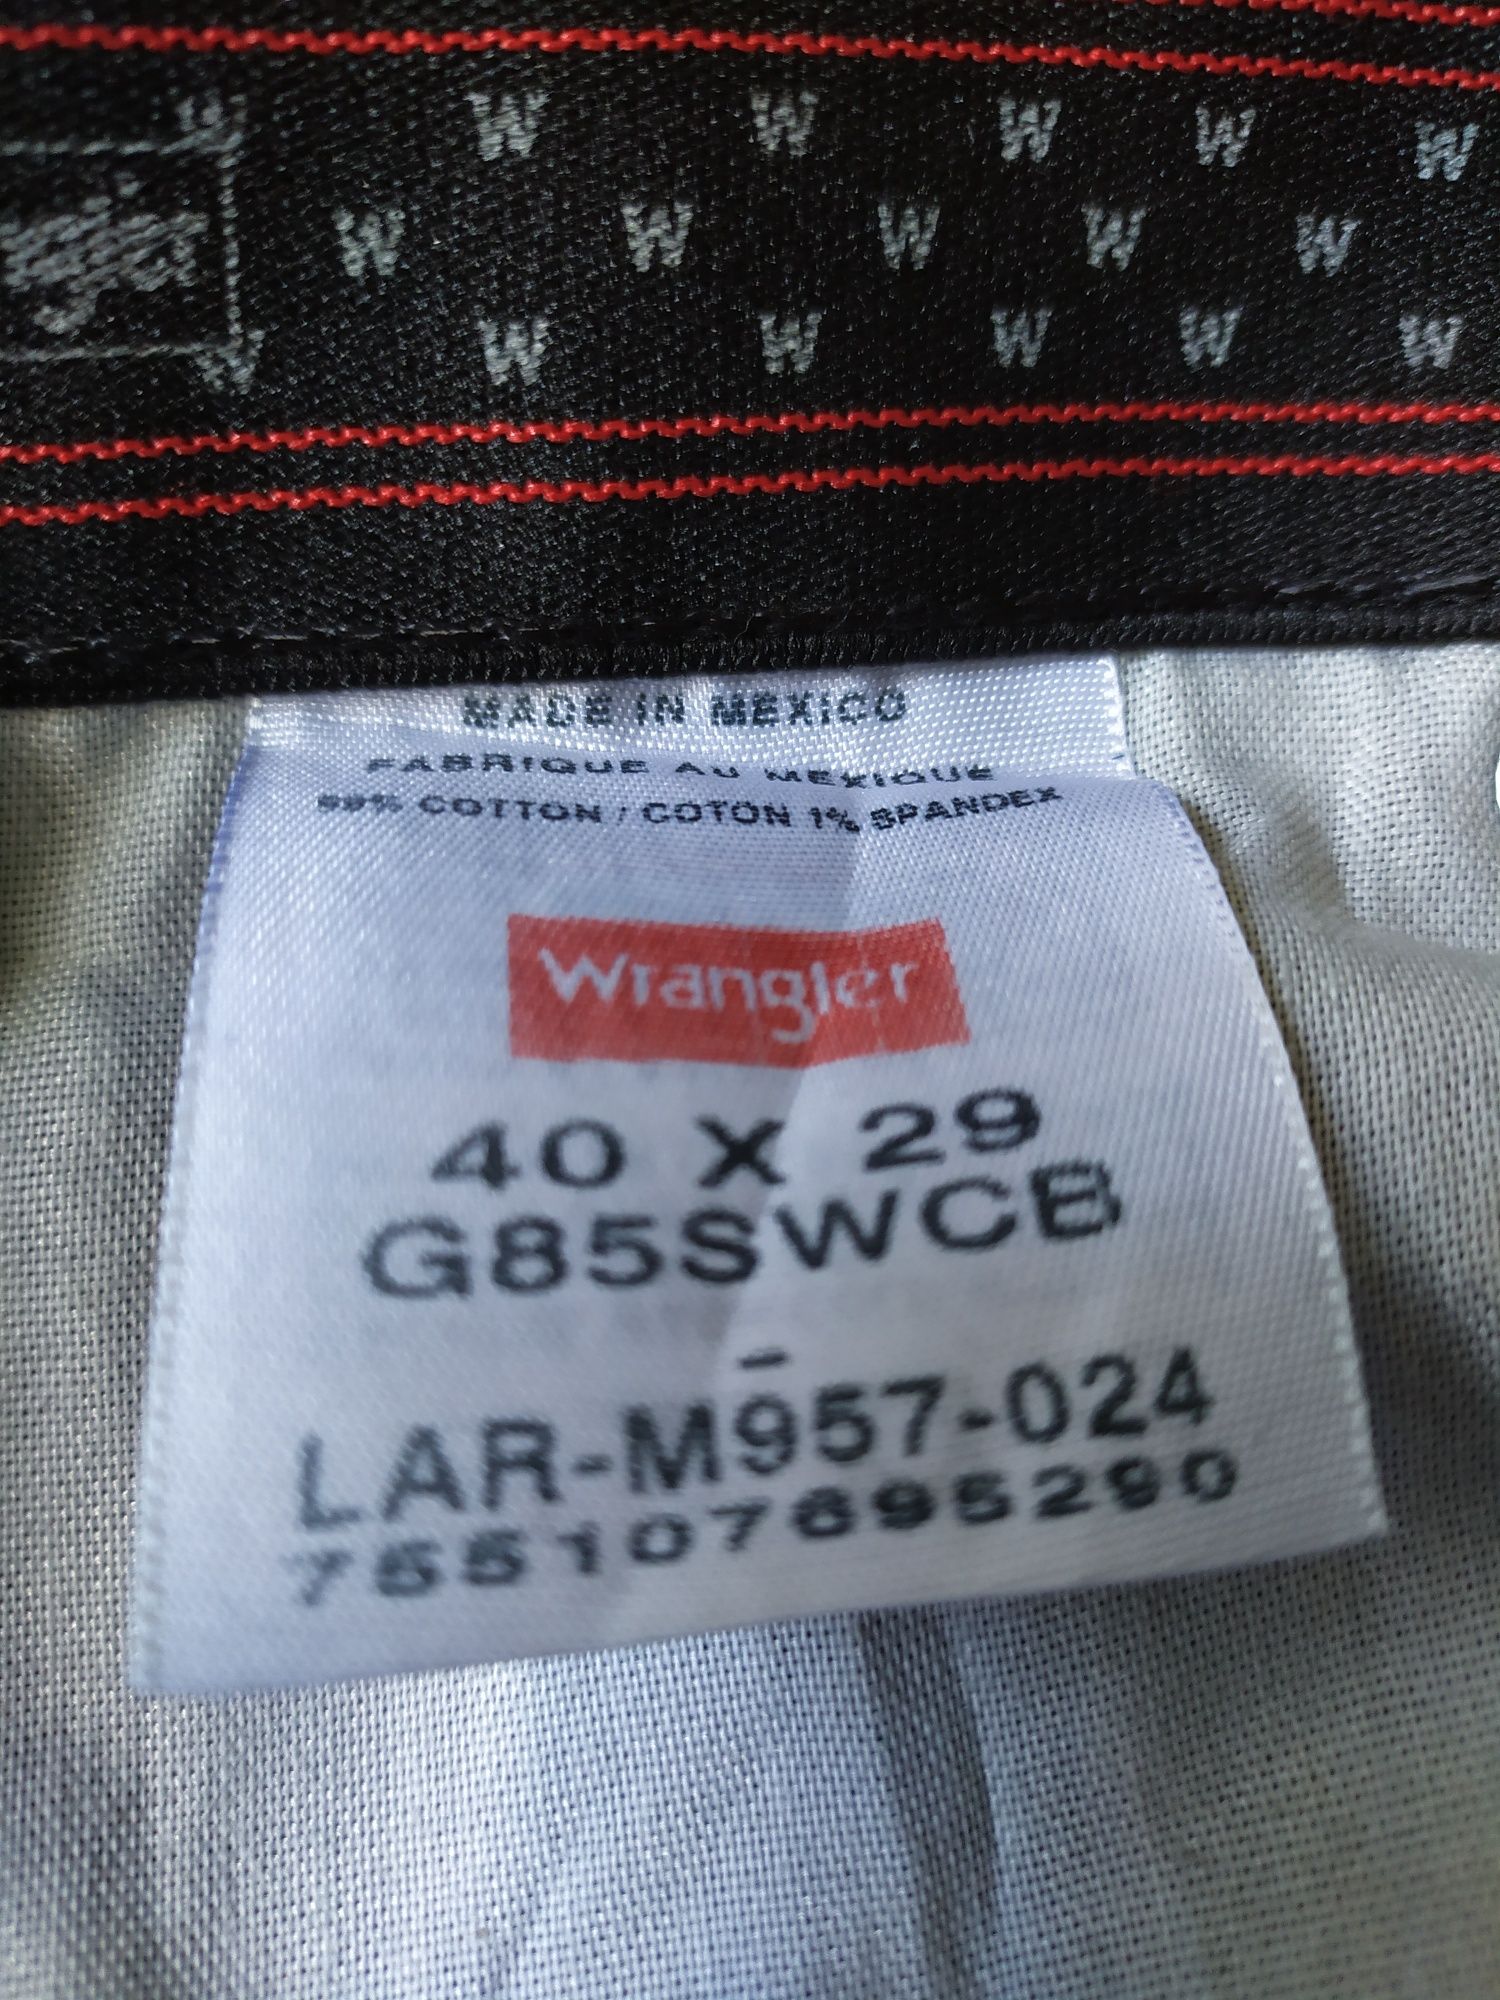 W W W W W W
W W W W W
W W W W W W
MADE IN MEXICO
FABRIQUE AU MEXIQUE
99% COTTON / COTON 1% SPANDEX
Wrangler
40 X 29
G85SWCB
-
LAR-M957-024
755107695290